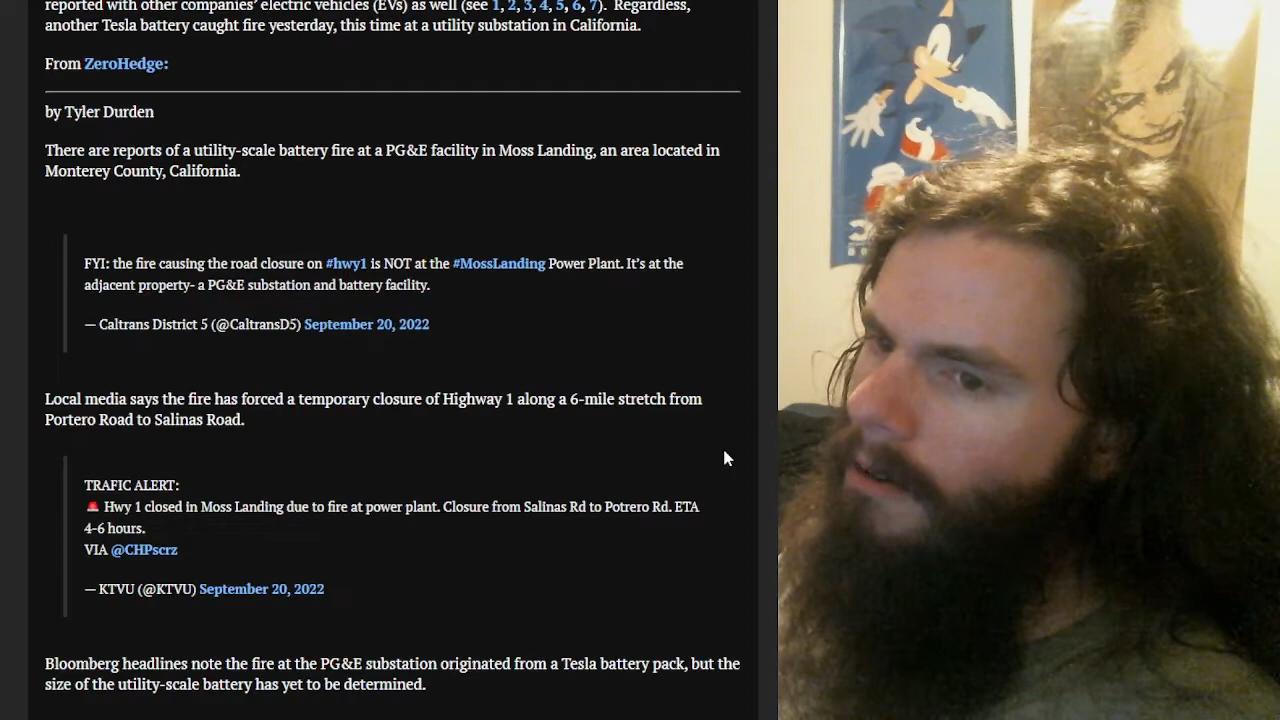 reported with other companies' electric vehicles (EVs) as well (see 1, 2, 3, 4, 5, 6, 7).  Regardless,
another Tesla battery caught fire yesterday, this time at a utility substation in California.
From ZeroHedge:
by Tyler Durden
There are reports of a utility-scale battery fire at a PG&E facility in Moss Landing, an area located in
Monterey County, California.
FYI: the fire causing the road closure on #hwy1 is NOT at the #MossLanding Power Plant. It's at the
adjacent property- a PG&E substation and battery facility.
— Caltrans District 5 (@CaltransD5) September 20, 2022
Local media says the fire has forced a temporary closure of Highway 1 along a 6-mile stretch from
Portero Road to Salinas Road.
TRAFIC ALERT:
🚨 Hwy 1 closed in Moss Landing due to fire at power plant. Closure from Salinas Rd to Potrero Rd. ETA
4-6 hours.
VIA @CHPscrz
— KTVU (@KTVU) September 20, 2022
Bloomberg headlines note the fire at the PG&E substation originated from a Tesla battery pack, but the
size of the utility-scale battery has yet to be determined.